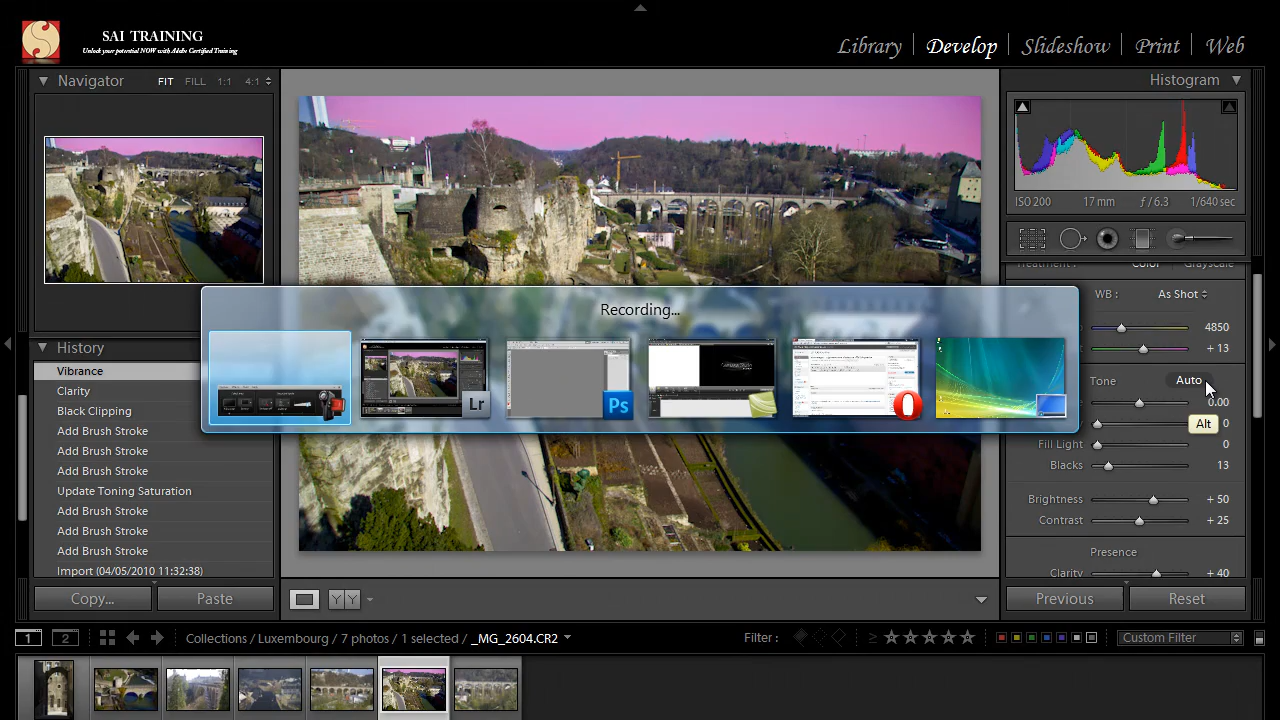 SAI TRAINING
Unlock your potential NOW with Adobe Certified Training
Library | Develop | Slideshow | Print | Web
Navigator FIT FILL 1:1 4:1
Histogram
ISO 200 17 mm ƒ / 6.3 1/640 sec
Treatment: Color Grayscale
WB: As Shot
4850
+ 13
Tone Auto
0.00
0
Alt
Fill Light 0
Blacks 13
Brightness + 50
Contrast + 25
Presence
Clarity + 40
Recording...
Lr
Ps
History
Vibrance
Clarity
Black Clipping
Add Brush Stroke
Add Brush Stroke
Add Brush Stroke
Update Toning Saturation
Add Brush Stroke
Add Brush Stroke
Add Brush Stroke
Import (04/05/2010 11:32:38)
Copy... Paste
Y Y
Previous Reset
1 2 Collections / Luxembourg / 7 photos / 1 selected / _MG_2604.CR2
Filter : ≥ Custom Filter